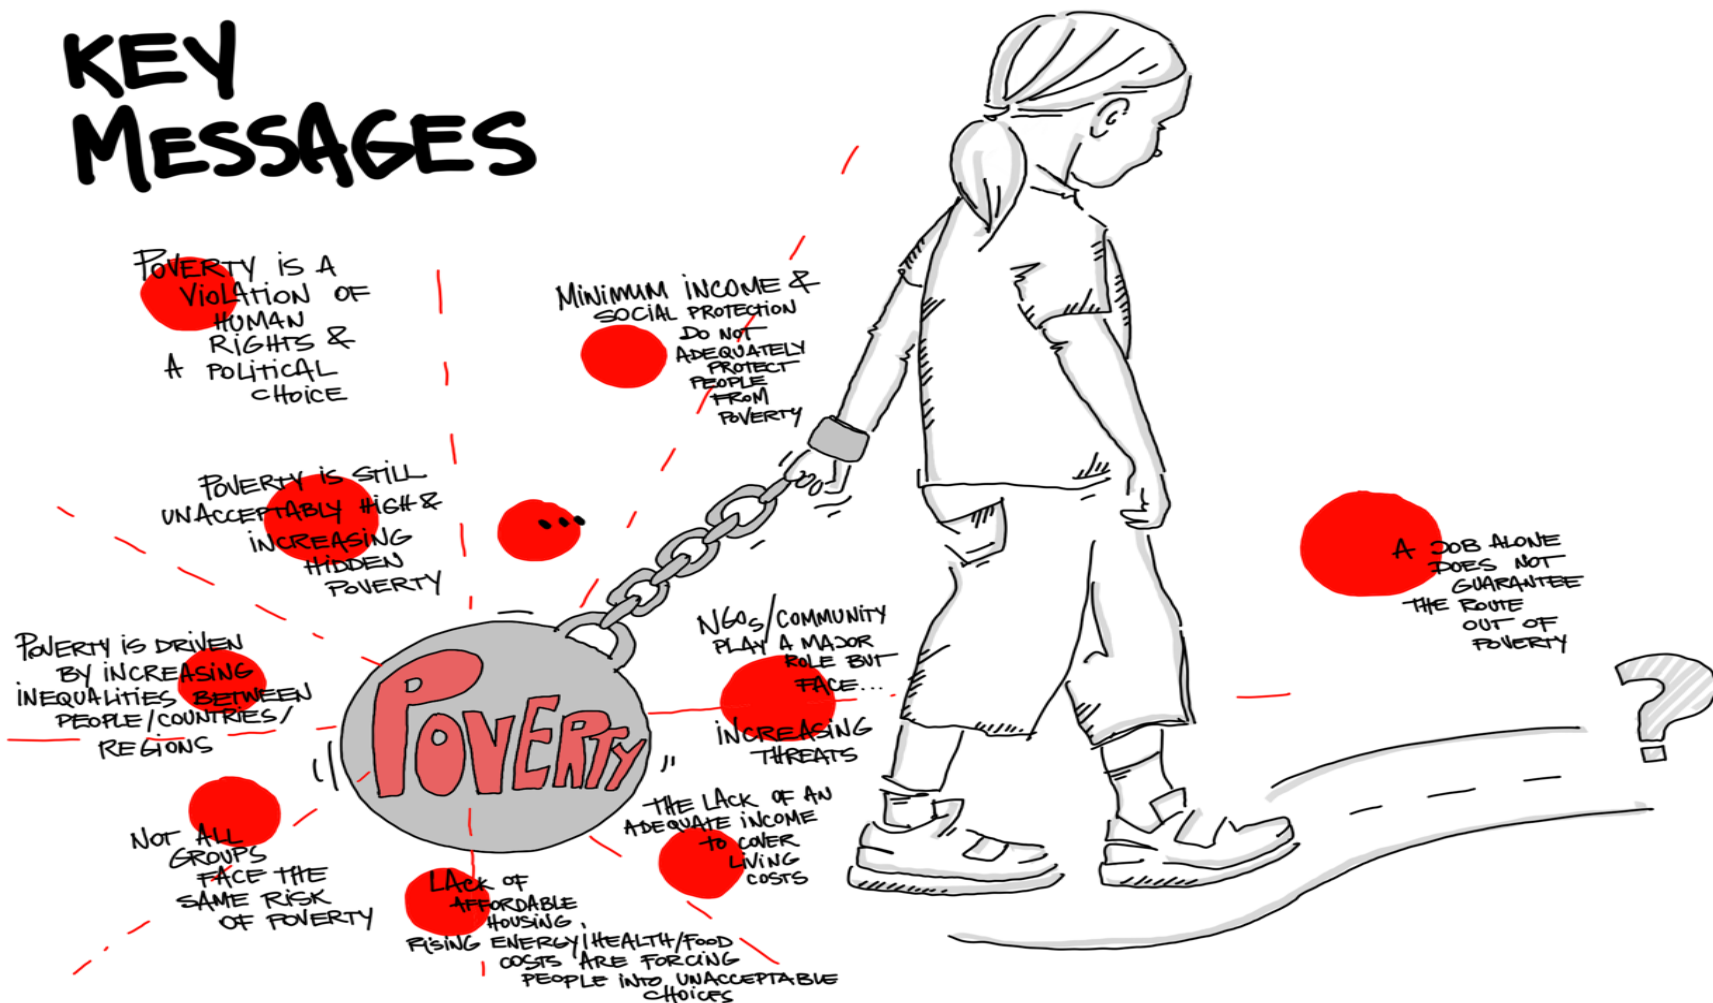 KEY
MESSAGES
POVERTY IS A
VIOLATION OF
HUMAN
RIGHTS &
A POLITICAL
CHOICE
MINIMUM INCOME &
SOCIAL PROTECTION
DO NOT
ADEQUATELY
PROTECT
PEOPLE
FROM
POVERTY
POVERTY IS STILL
UNACCEPTABLY HIGH &
INCREASING
HIDDEN
POVERTY
...
A JOB ALONE
DOES NOT
GUARANTEE
THE ROUTE
OUT OF
POVERTY
POVERTY IS DRIVEN
BY INCREASING
INEQUALITIES BETWEEN
PEOPLE/COUNTRIES/
REGIONS
POVERTY
NGOs/COMMUNITY
PLAY A MAJOR
ROLE BUT
FACE...
INCREASING
THREATS
?
NOT ALL
GROUPS
FACE THE
SAME RISK
OF POVERTY
LACK OF
AFFORDABLE
HOUSING,
RISING ENERGY/HEALTH/FOOD
COSTS ARE FORCING
PEOPLE INTO UNACCEPTABLE
CHOICES
THE LACK OF AN
ADEQUATE INCOME
TO COVER
LIVING
COSTS